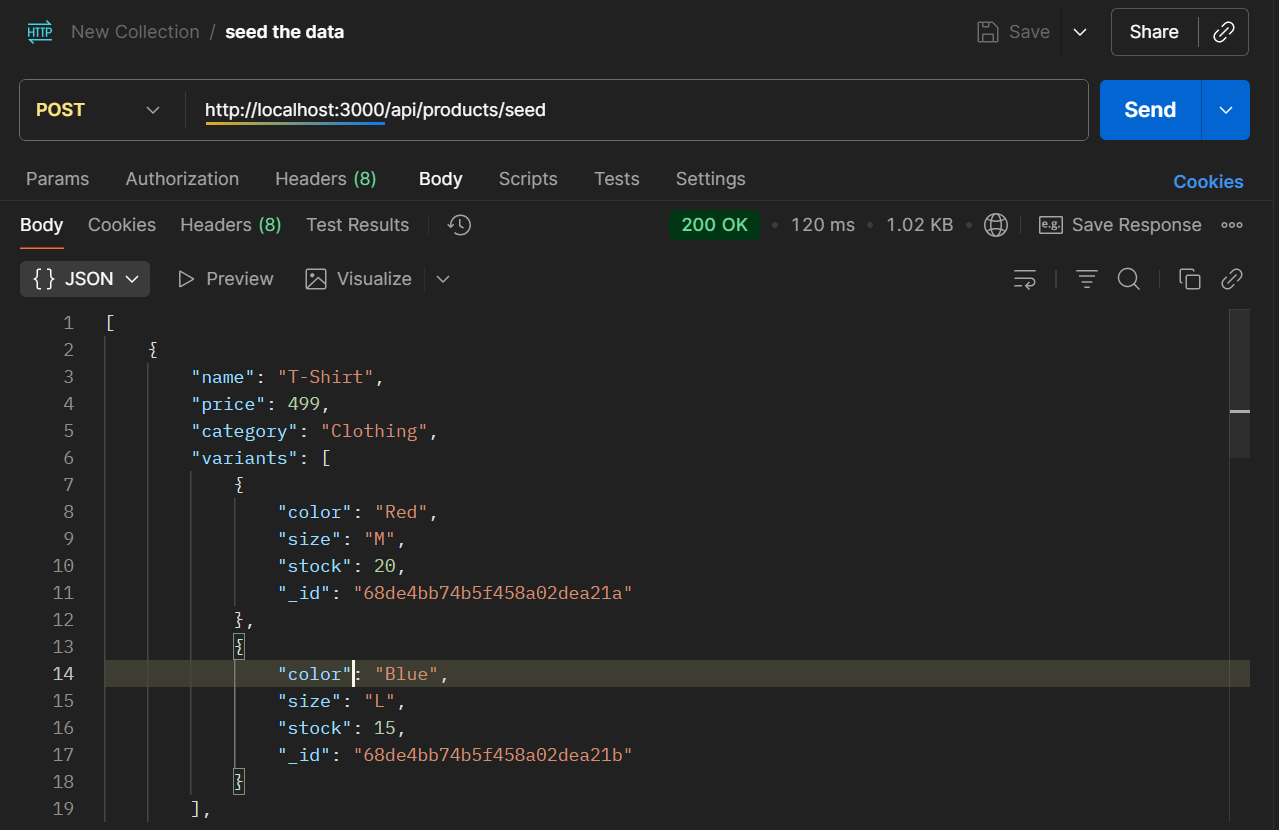 HTTP New Collection / seed the data Save Share
POST http://localhost:3000/api/products/seed Send
Params Authorization Headers (8) Body Scripts Tests Settings Cookies
Body Cookies Headers (8) Test Results 200 OK • 120 ms • 1.02 KB • e.g. Save Response
{} JSON Preview Visualize
1 [
2 {
3 "name": "T-Shirt",
4 "price": 499,
5 "category": "Clothing",
6 "variants": [
7 {
8 "color": "Red",
9 "size": "M",
10 "stock": 20,
11 "_id": "68de4bb74b5f458a02dea21a"
12 },
13 {
14 "color": "Blue",
15 "size": "L",
16 "stock": 15,
17 "_id": "68de4bb74b5f458a02dea21b"
18 }
19 ],